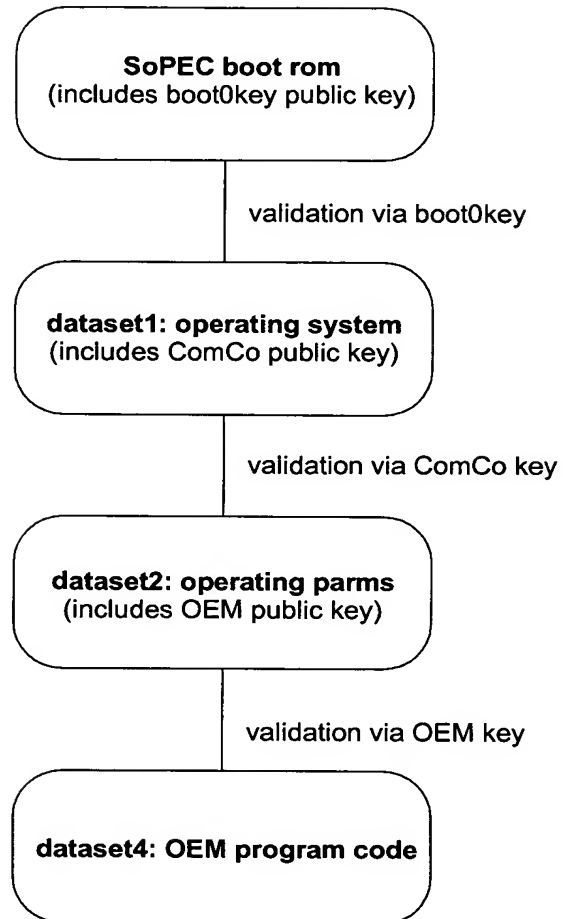 SoPEC boot rom
(includes boot0key public key)
validation via boot0key
dataset1: operating system
(includes ComCo public key)
validation via ComCo key
dataset2: operating parms
(includes OEM public key)
validation via OEM key
dataset4: OEM program code